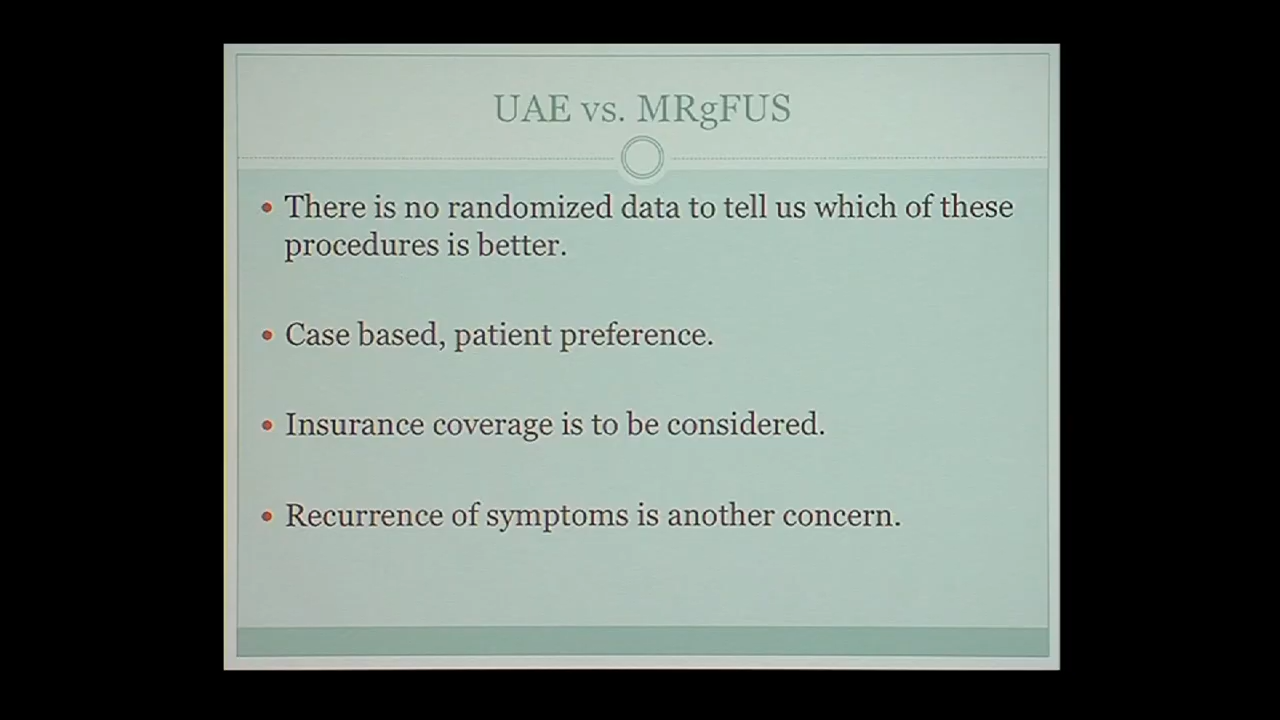 UAE vs. MRgFUS
• There is no randomized data to tell us which of these
procedures is better.
• Case based, patient preference.
• Insurance coverage is to be considered.
• Recurrence of symptoms is another concern.